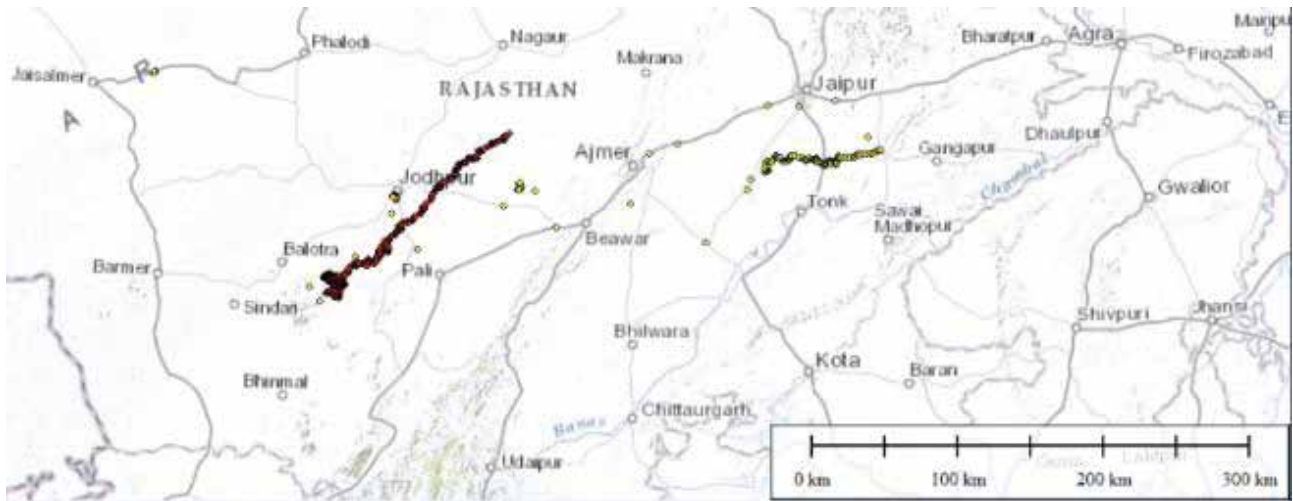 Mainpu
Phalodi
Nagaur
Bharatpur
Agra
Firozabad
Jaisalmer
Makrana
RAJASTHAN
Jaipur
E
Dhaulpur
Ajmer
Gangapur
Jodhpur
Chambal
Gwalior
Tonk
Sawai
Madhopur
Balotra
Beawar
Barmer
Pali
Sindari
Jhansi
Shivpuri
Bhilwara
Kota
Baran
Bhinmal
Chittaurgarh
Banas
Udaipur
0 km 100 km 200 km 300 km